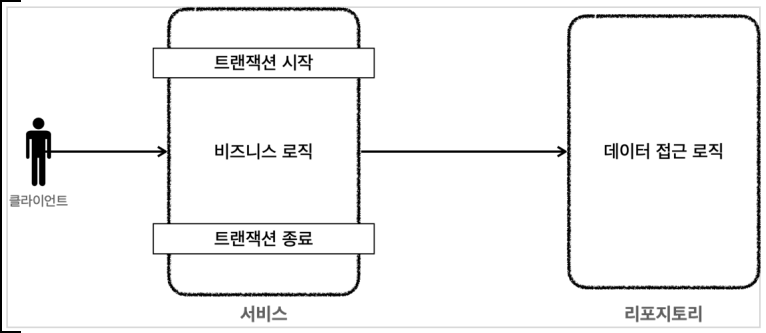 트랜잭션 시작
비즈니스 로직
데이터 접근 로직
클라이언트
트랜잭션 종료
서비스
리포지토리